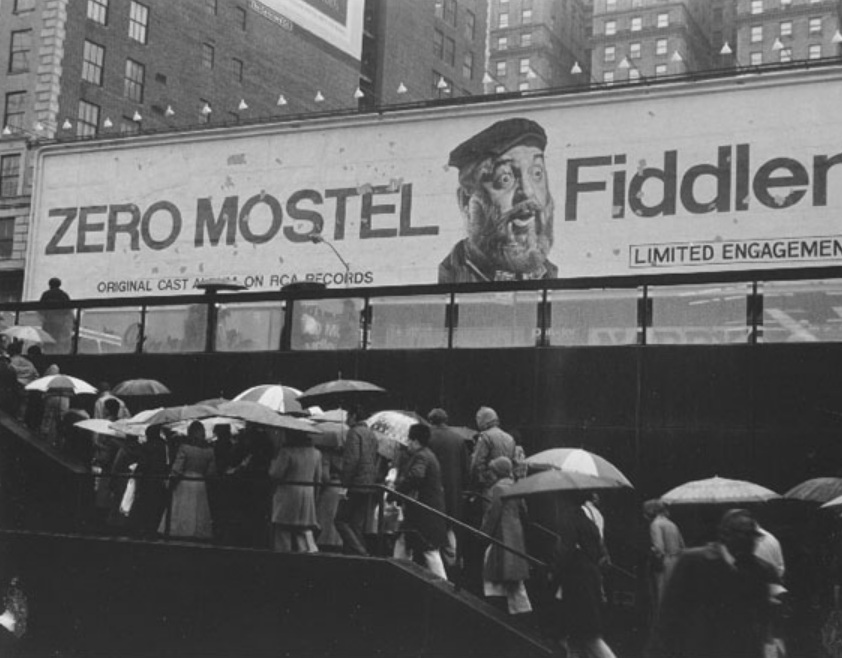 ZERO MOSTEL
Fiddler
LIMITED ENGAGEMEN
ORIGINAL CAST ALBUM ON RCA RECORDS